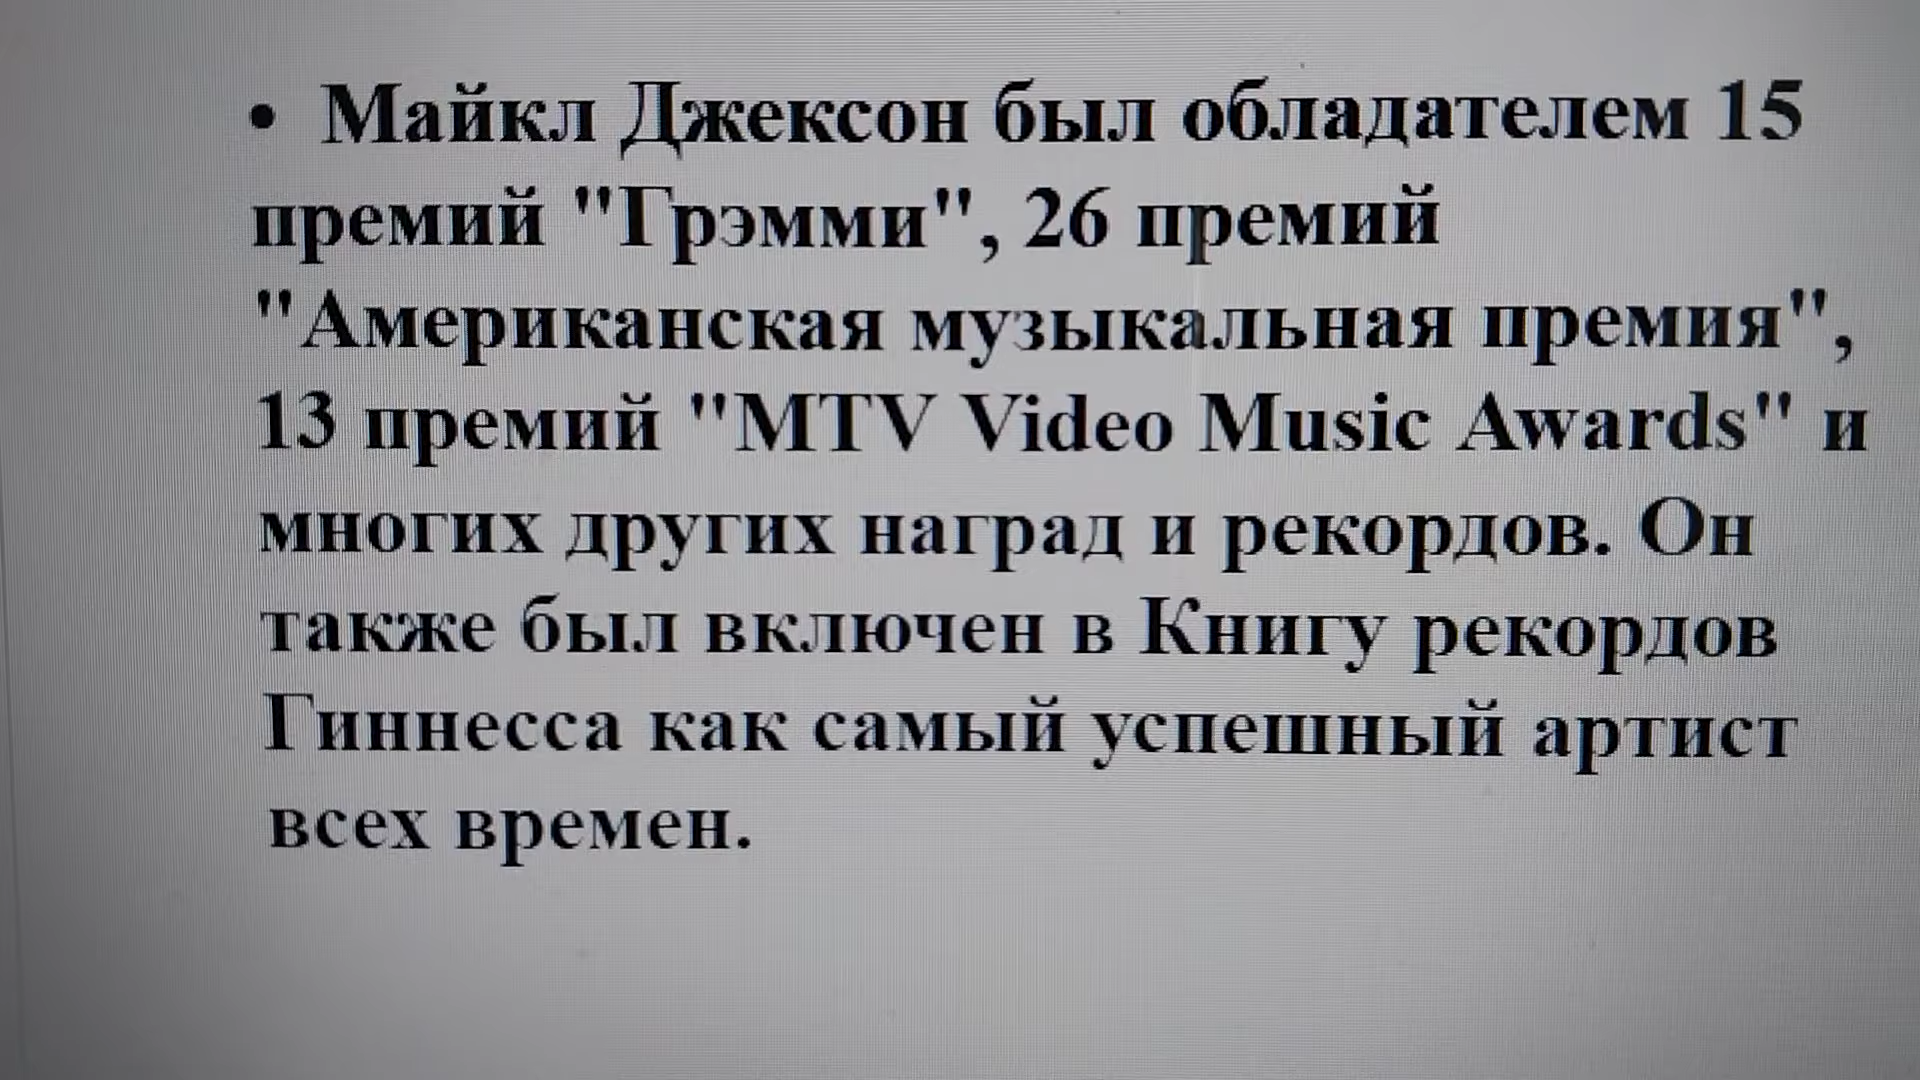 • Майкл Джексон был обладателем 15
премий "Грэмми", 26 премий
"Американская музыкальная премия",
13 премий "MTV Video Music Awards" и
многих других наград и рекордов. Он
также был включен в Книгу рекордов
Гиннесса как самый успешный артист
всех времен.